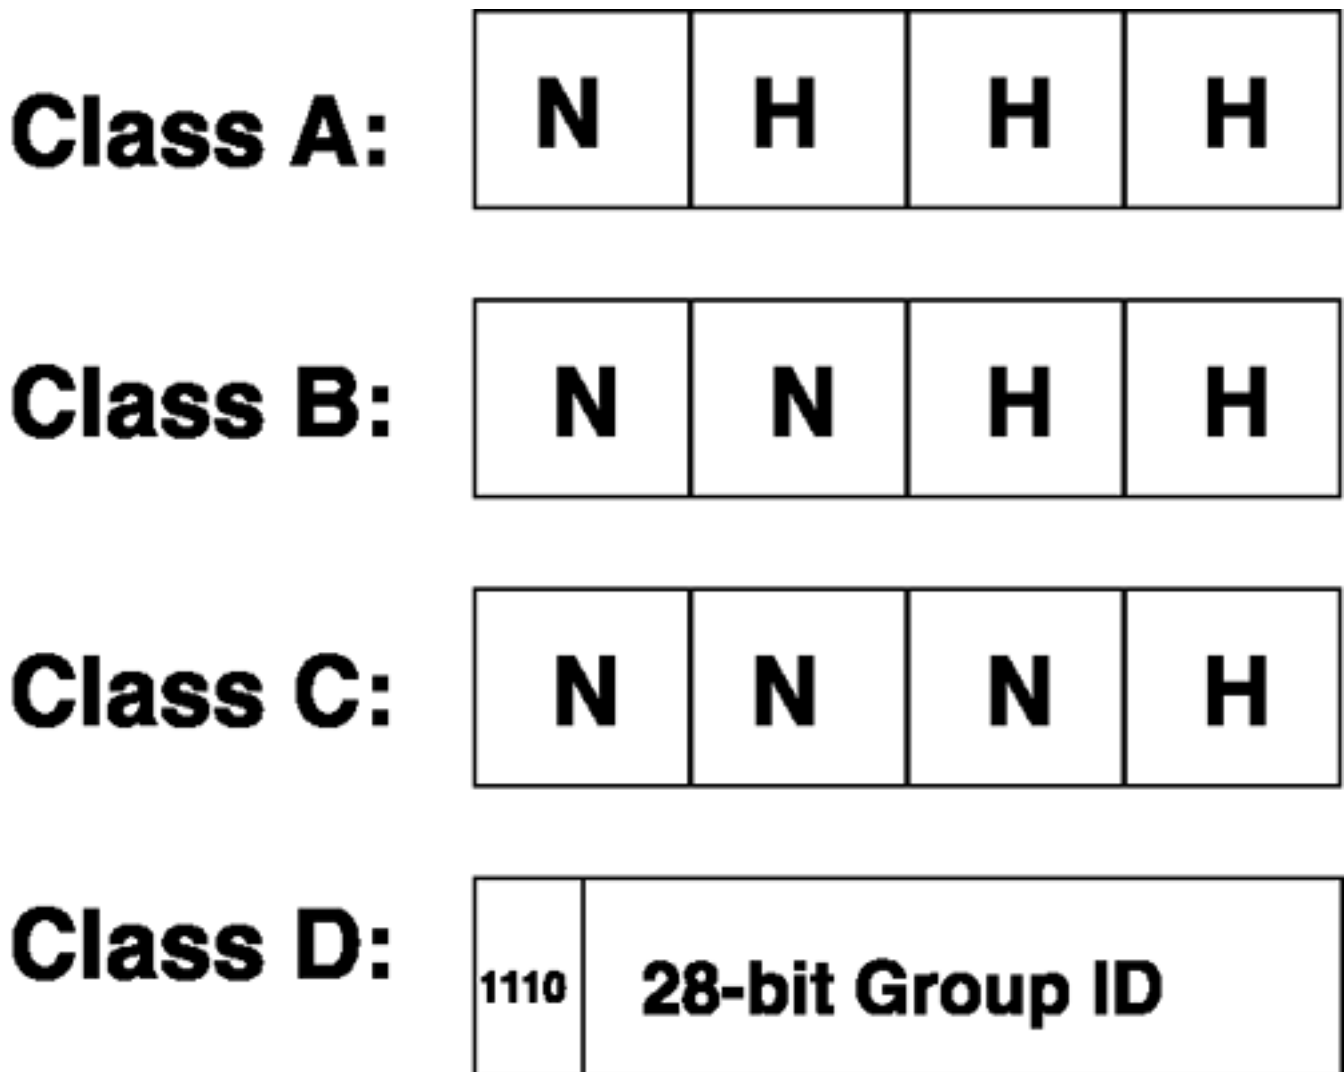 Class A: N H H H
Class B: N N H H
Class C: N N N H
Class D: 1110 28-bit Group ID